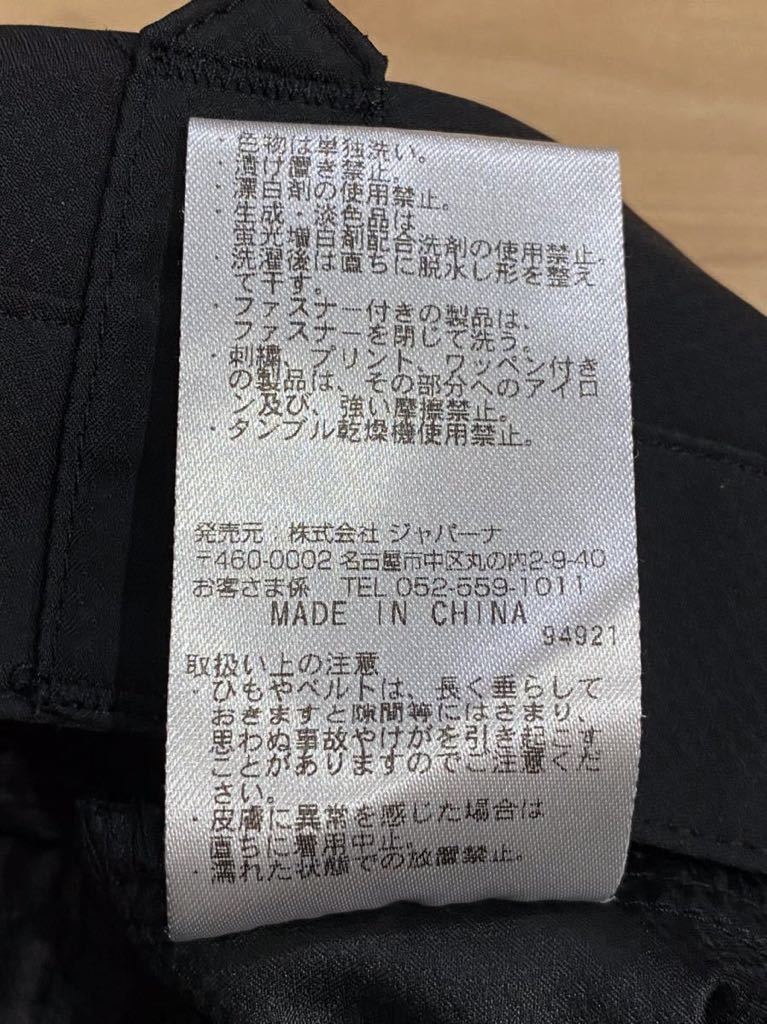 ・色物は単独洗い。
・漬け置き禁止。
・漂白剤の使用禁止。
・生成・淡色品は
蛍光増白剤配合洗剤の使用禁止。
・洗濯後は直ちに脱水し形を整え
て干す。
・ファスナー付きの製品は、
ファスナーを閉じて洗う。
・刺繍、プリント、ワッペン付き
の製品は、その部分へのアイロ
ン及び、強い摩擦禁止。
・タンブル乾燥機使用禁止。
発売元：株式会社 ジャパーナ
〒460-0002 名古屋市中区丸の内2-9-40
お客さま係 TEL 052-559-1011
MADE IN CHINA
94921
取扱い上の注意
・ひもやベルトは、長く垂らして
おきますと隙間等にはさまり、
思わぬ事故やけがを引き起こす
ことがありますのでご注意くだ
さい。
・皮膚に異常を感じた場合は
直ちに着用中止。
・濡れた状態での放置禁止。